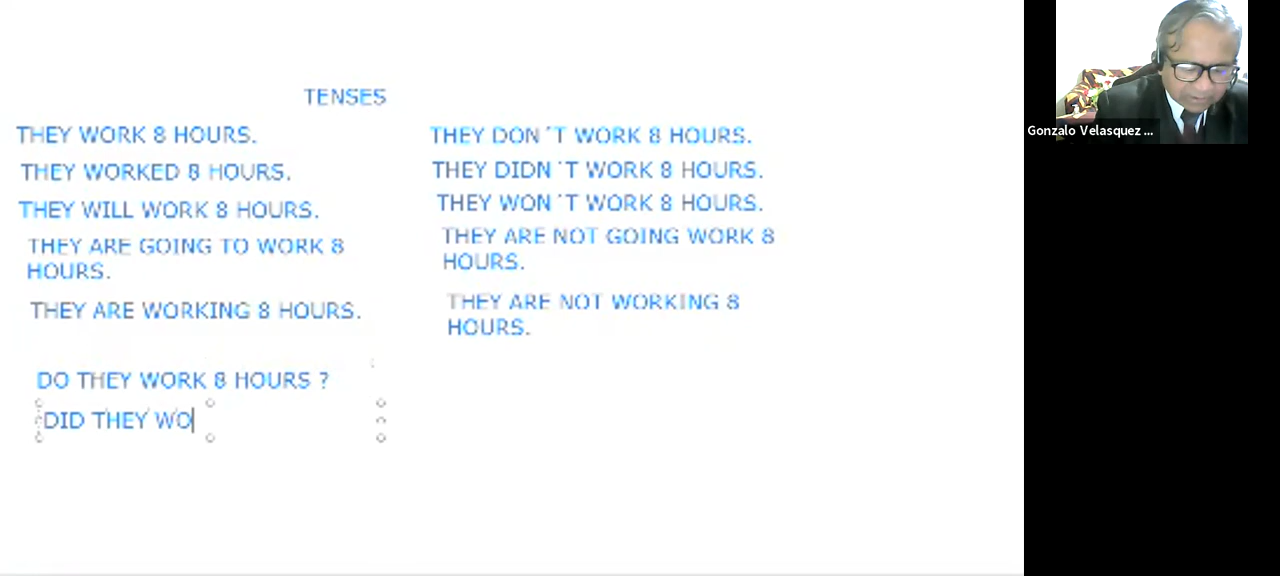 TENSES
THEY WORK 8 HOURS.
THEY WORKED 8 HOURS.
THEY WILL WORK 8 HOURS.
THEY ARE GOING TO WORK 8
HOURS.
THEY ARE WORKING 8 HOURS.
DO THEY WORK 8 HOURS ?
DID THEY WO
THEY DON´T WORK 8 HOURS.
THEY DIDN´T WORK 8 HOURS.
THEY WON´T WORK 8 HOURS.
THEY ARE NOT GOING WORK 8
HOURS.
THEY ARE NOT WORKING 8
HOURS.
Gonzalo Velasquez ...